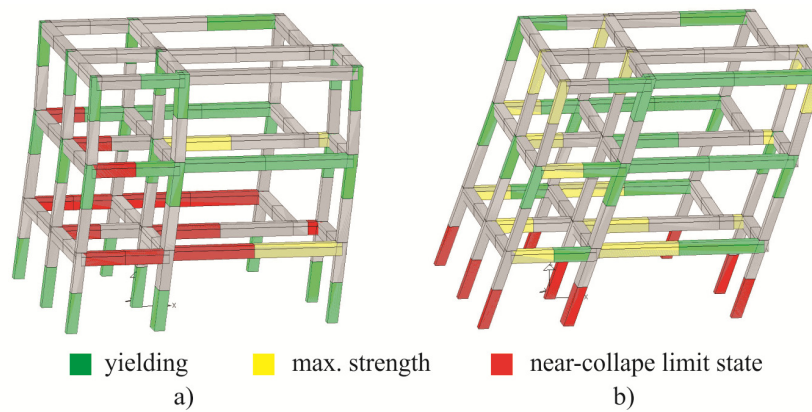 x
x
yielding
max. strength
near-collape limit state
a)
b)